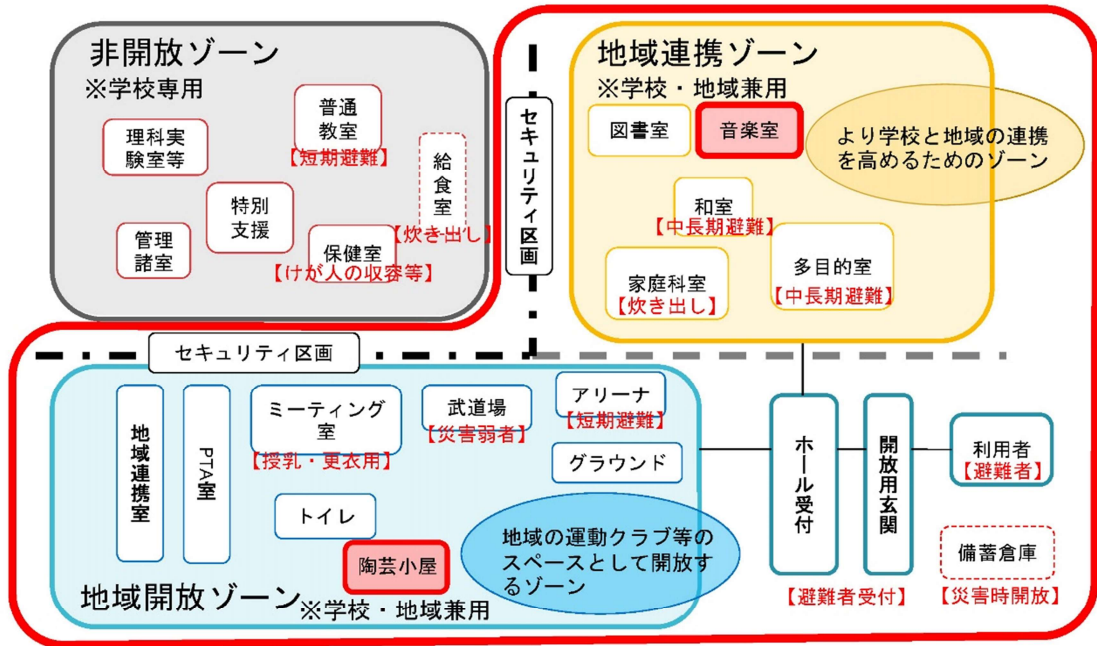 非開放ゾーン
※学校専用
理科実
験室等
普通
教室
【短期避難】
給
食
室
【炊き出し】
特別
支援
管理
諸室
保健室
【けが人の収容等】
セキュリティ区画
地域連携ゾーン
※学校・地域兼用
図書室
音楽室
より学校と地域の連携
を高めるためのゾーン
和室
【中長期避難】
家庭科室
【炊き出し】
多目的室
【中長期避難】
セキュリティ区画
地域連携室
PTA室
ミーティング
室
【授乳・更衣用】
武道場
【災害弱者】
アリーナ
【短期避難】
グラウンド
トイレ
陶芸小屋
地域の運動クラブ等の
スペースとして開放す
るゾーン
地域開放ゾーン
※学校・地域兼用
ホール受付
開放用玄関
【避難者受付】
利用者
【避難者】
備蓄倉庫
【災害時開放】